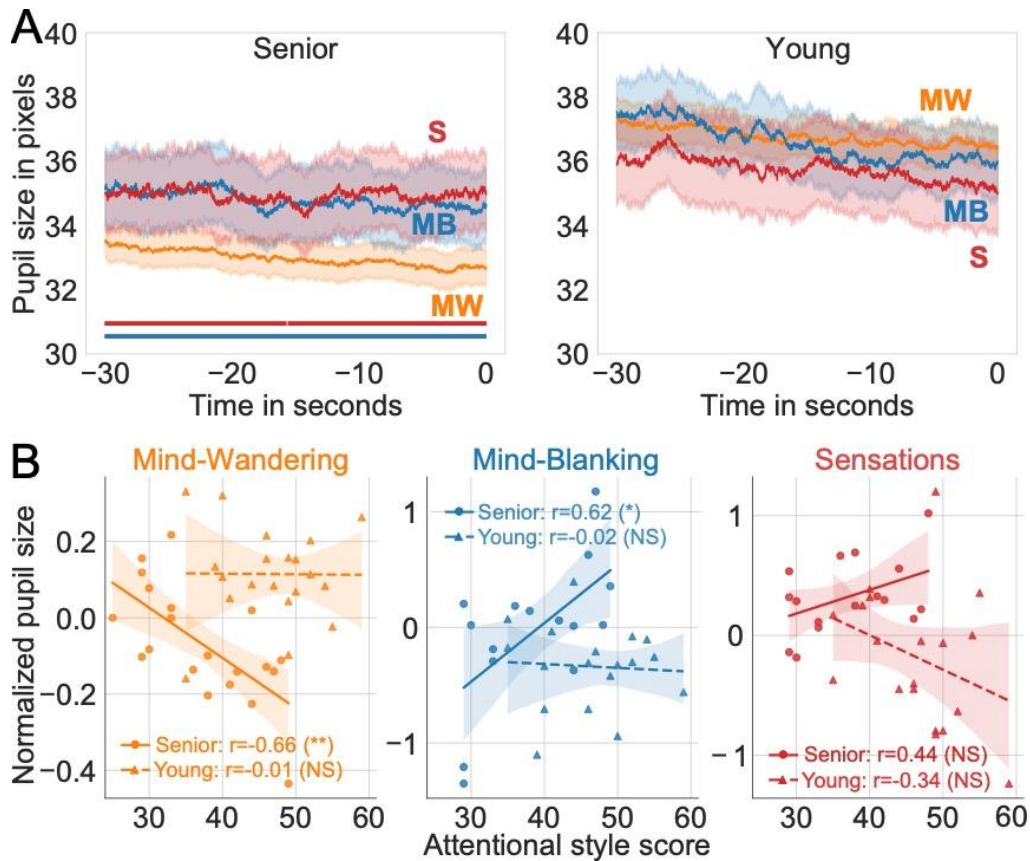 A
Senior
Young
Pupil size in pixels
40
38
36
34
32
30
S
MB
MW
−30
−20
−10
0
Time in seconds
40
38
36
34
32
30
MW
MB
S
−30
−20
−10
0
Time in seconds
B
Mind-Wandering
Mind-Blanking
Sensations
Normalized pupil size
0.2
0.0
−0.2
−0.4
Senior: r=-0.66 (**)
Young: r=-0.01 (NS)
30
40
50
60
1
0
−1
Senior: r=0.62 (*)
Young: r=-0.02 (NS)
30
40
50
60
1
0
−1
Senior: r=0.44 (NS)
Young: r=-0.34 (NS)
30
40
50
60
Attentional style score